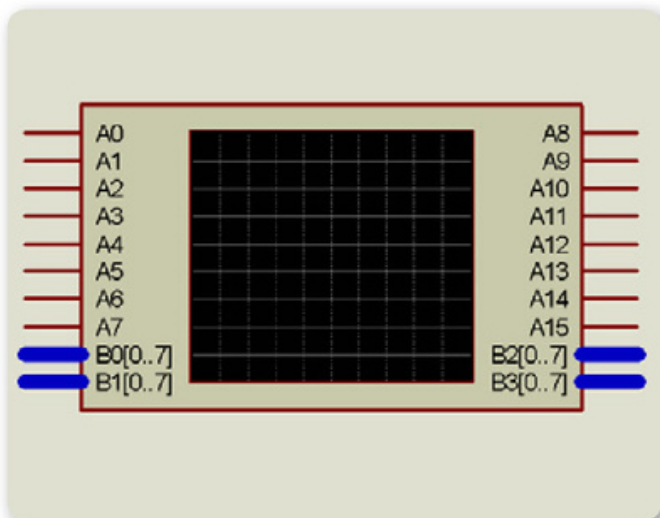 A0 A8
A1 A9
A2 A10
A3 A11
A4 A12
A5 A13
A6 A14
A7 A15
B0[0..7] B2[0..7]
B1[0..7] B3[0..7]